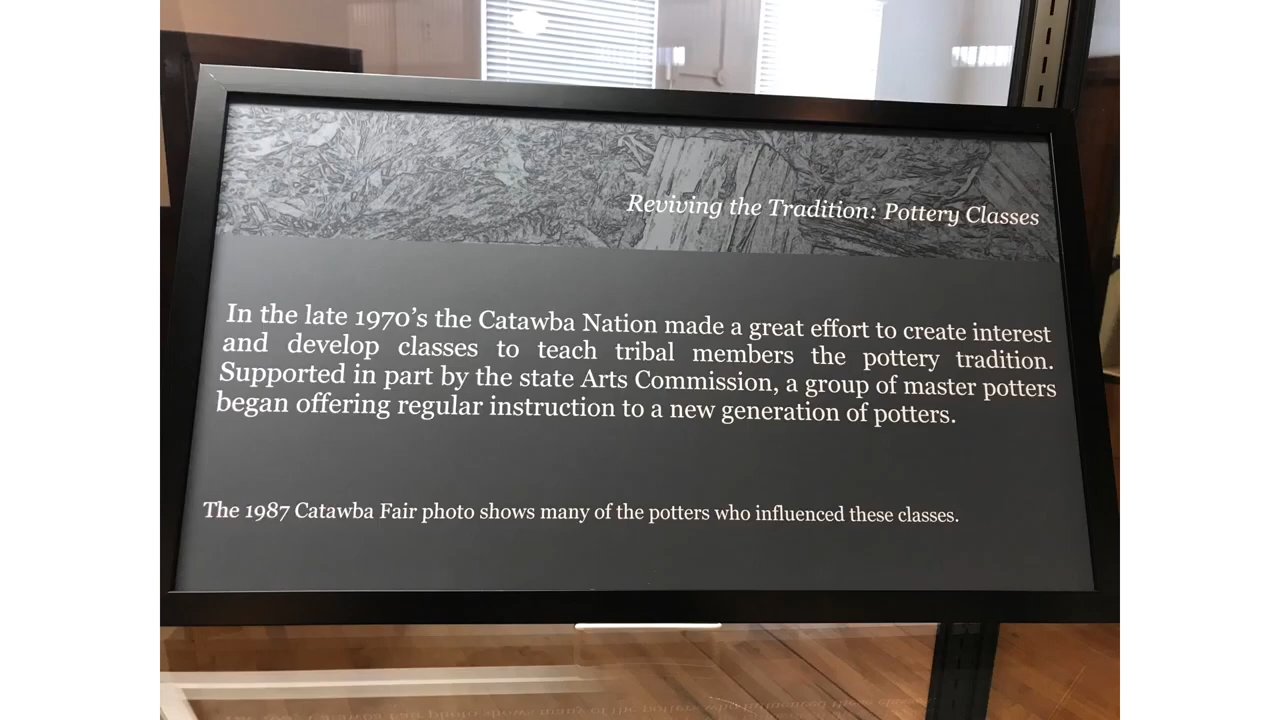 Reviving the Tradition: Pottery Classes
In the late 1970’s the Catawba Nation made a great effort to create interest
and develop classes to teach tribal members the pottery tradition.
Supported in part by the state Arts Commission, a group of master potters
began offering regular instruction to a new generation of potters.
The 1987 Catawba Fair photo shows many of the potters who influenced these classes.